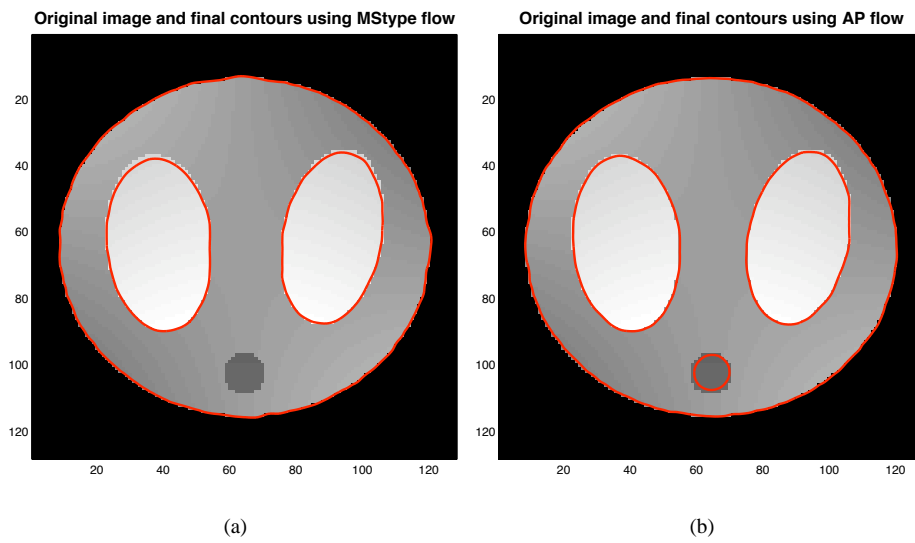 Original image and final contours using MStype flow
20
40
60
80
100
120
20 40 60 80 100 120
(a)
Original image and final contours using AP flow
20
40
60
80
100
120
20 40 60 80 100 120
(b)